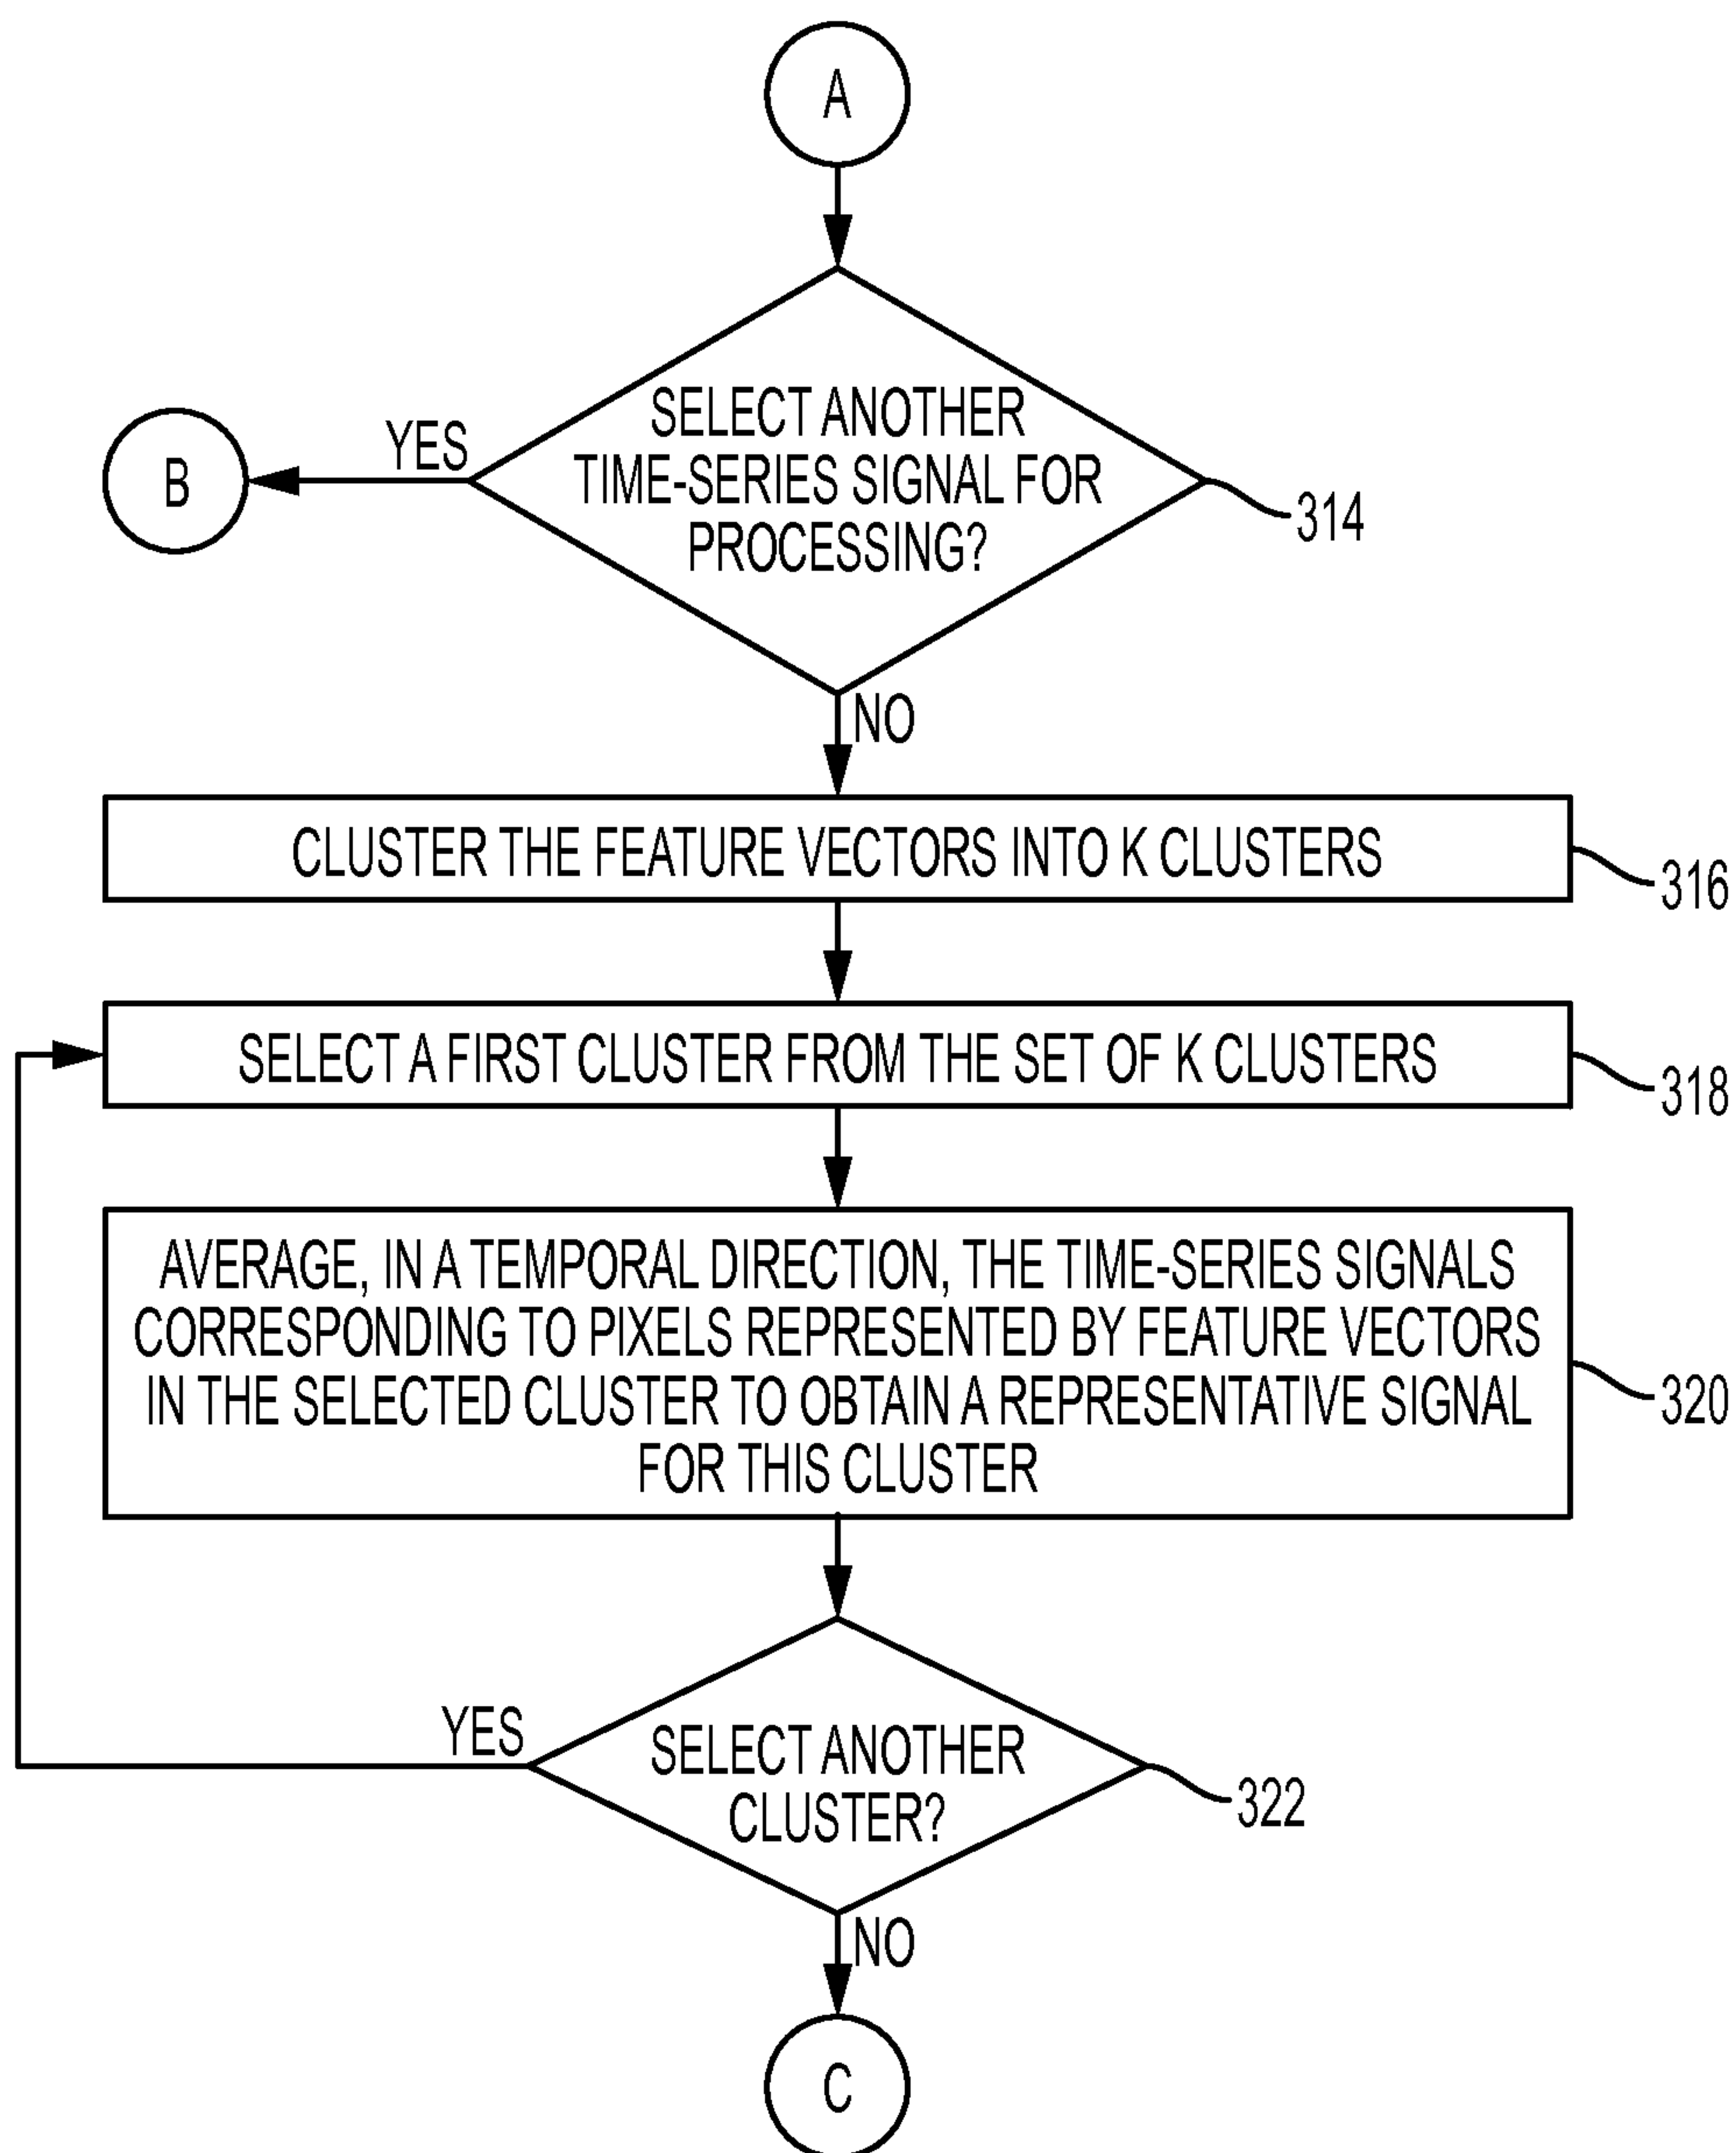 A
SELECT ANOTHER
TIME-SERIES SIGNAL FOR
PROCESSING?
YES
B
314
NO
CLUSTER THE FEATURE VECTORS INTO K CLUSTERS
316
SELECT A FIRST CLUSTER FROM THE SET OF K CLUSTERS
318
AVERAGE, IN A TEMPORAL DIRECTION, THE TIME-SERIES SIGNALS
CORRESPONDING TO PIXELS REPRESENTED BY FEATURE VECTORS
IN THE SELECTED CLUSTER TO OBTAIN A REPRESENTATIVE SIGNAL
FOR THIS CLUSTER
320
YES
SELECT ANOTHER
CLUSTER?
322
NO
C